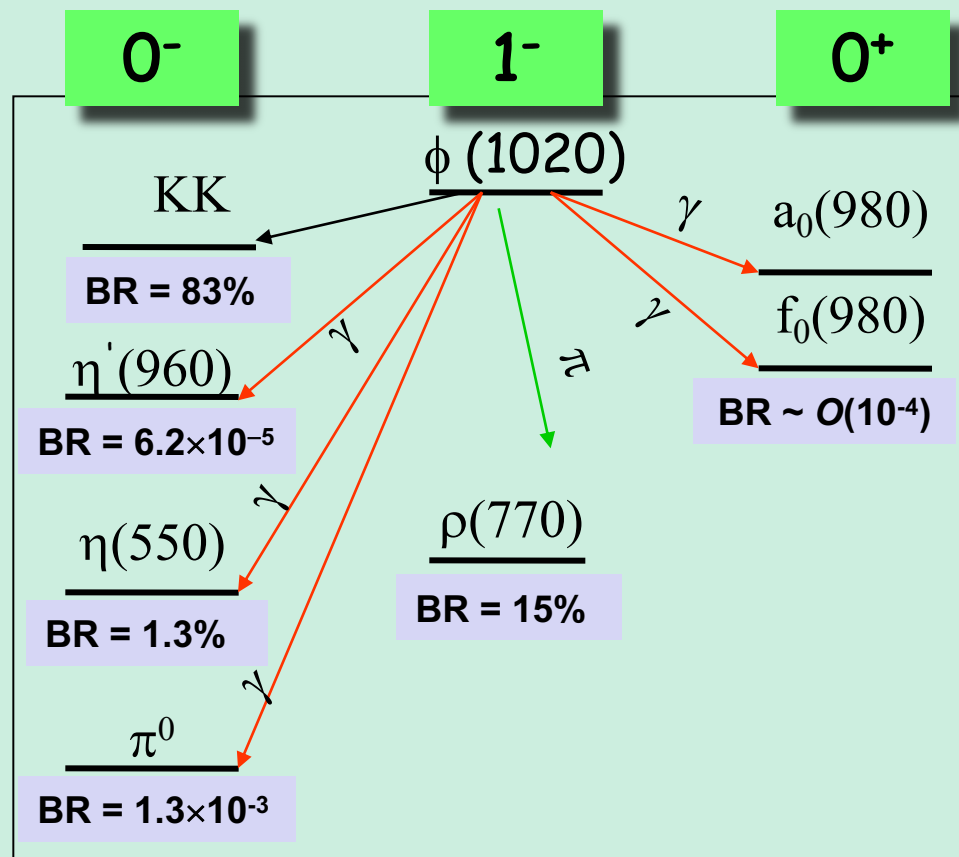 0⁻ 1⁻ 0⁺
ϕ (1020)
KK
γ
a₀(980)
BR = 83%
γ
γ
f₀(980)
π
η'(960)
BR ~ O(10⁻⁴)
BR = 6.2×10⁻⁵
γ
η(550)
ρ(770)
BR = 1.3%
BR = 15%
γ
π⁰
BR = 1.3×10⁻³